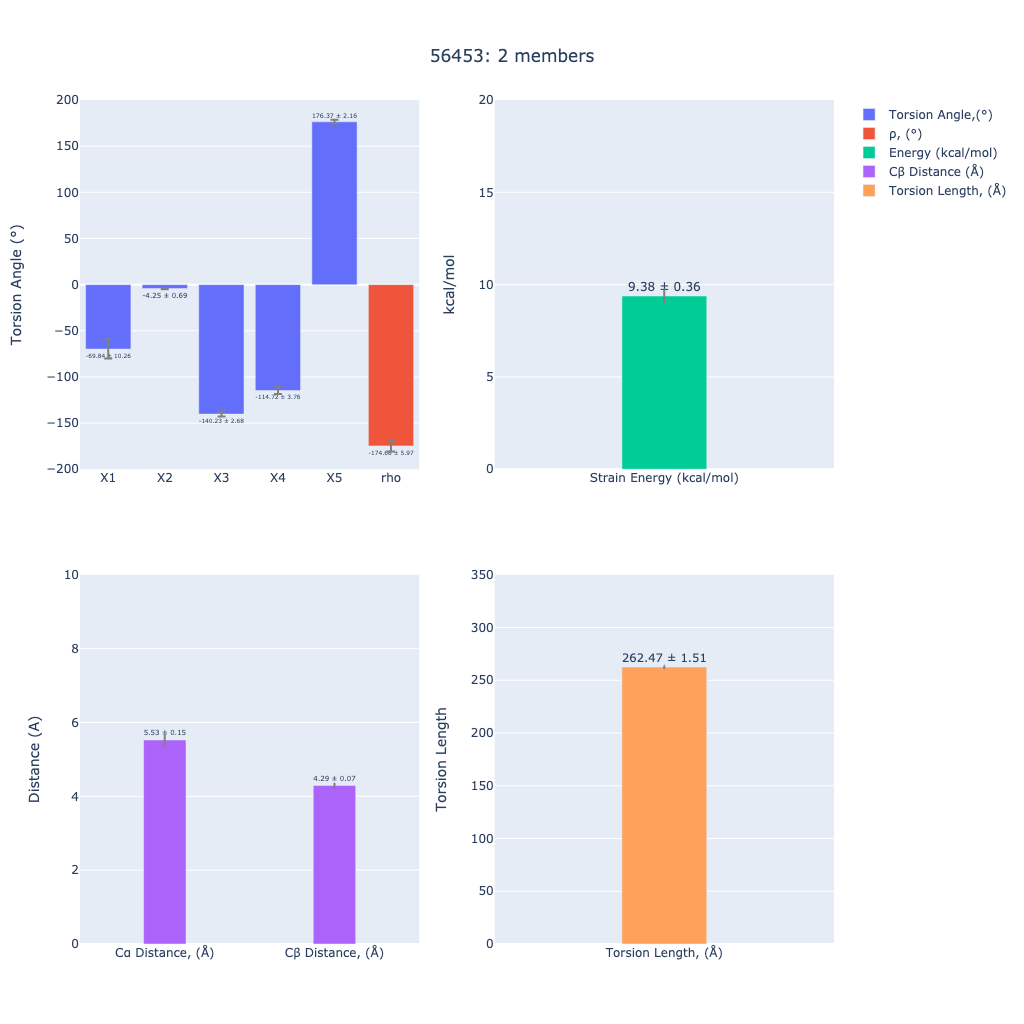 56453: 2 members
Torsion Angle (°)
200
150
100
50
0
−50
−100
−150
−200
-69.84 ± 10.26
-4.25 ± 0.69
-140.23 ± 2.68
-114.72 ± 3.76
176.37 ± 2.16
± 5.97
X1
X2
X3
X4
X5
rho
kcal/mol
20
15
10
5
0
9.38 ± 0.36
Strain Energy (kcal/mol)
Torsion Angle,(°)
ρ, (°)
Energy (kcal/mol)
Cβ Distance (Å)
Torsion Length, (Å)
Distance (A)
10
8
6
4
2
0
5.53 ± 0.15
4.29 ± 0.07
Cα Distance, (Å)
Cβ Distance, (Å)
Torsion Length
350
300
250
200
150
100
50
0
262.47 ± 1.51
Torsion Length, (Å)